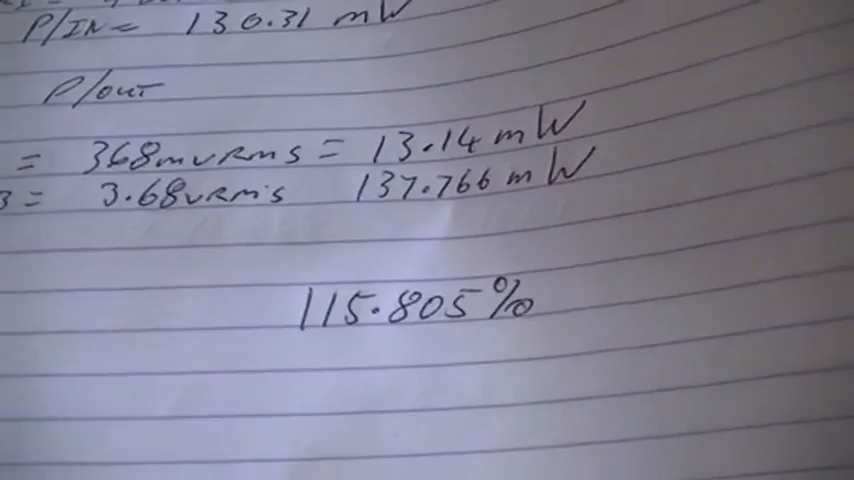 P/IN = 130.31 mW
P/OUT
= 368mVRMS = 13.14 mW
3 = 3.68VRMS 137.766 mW
115.805%